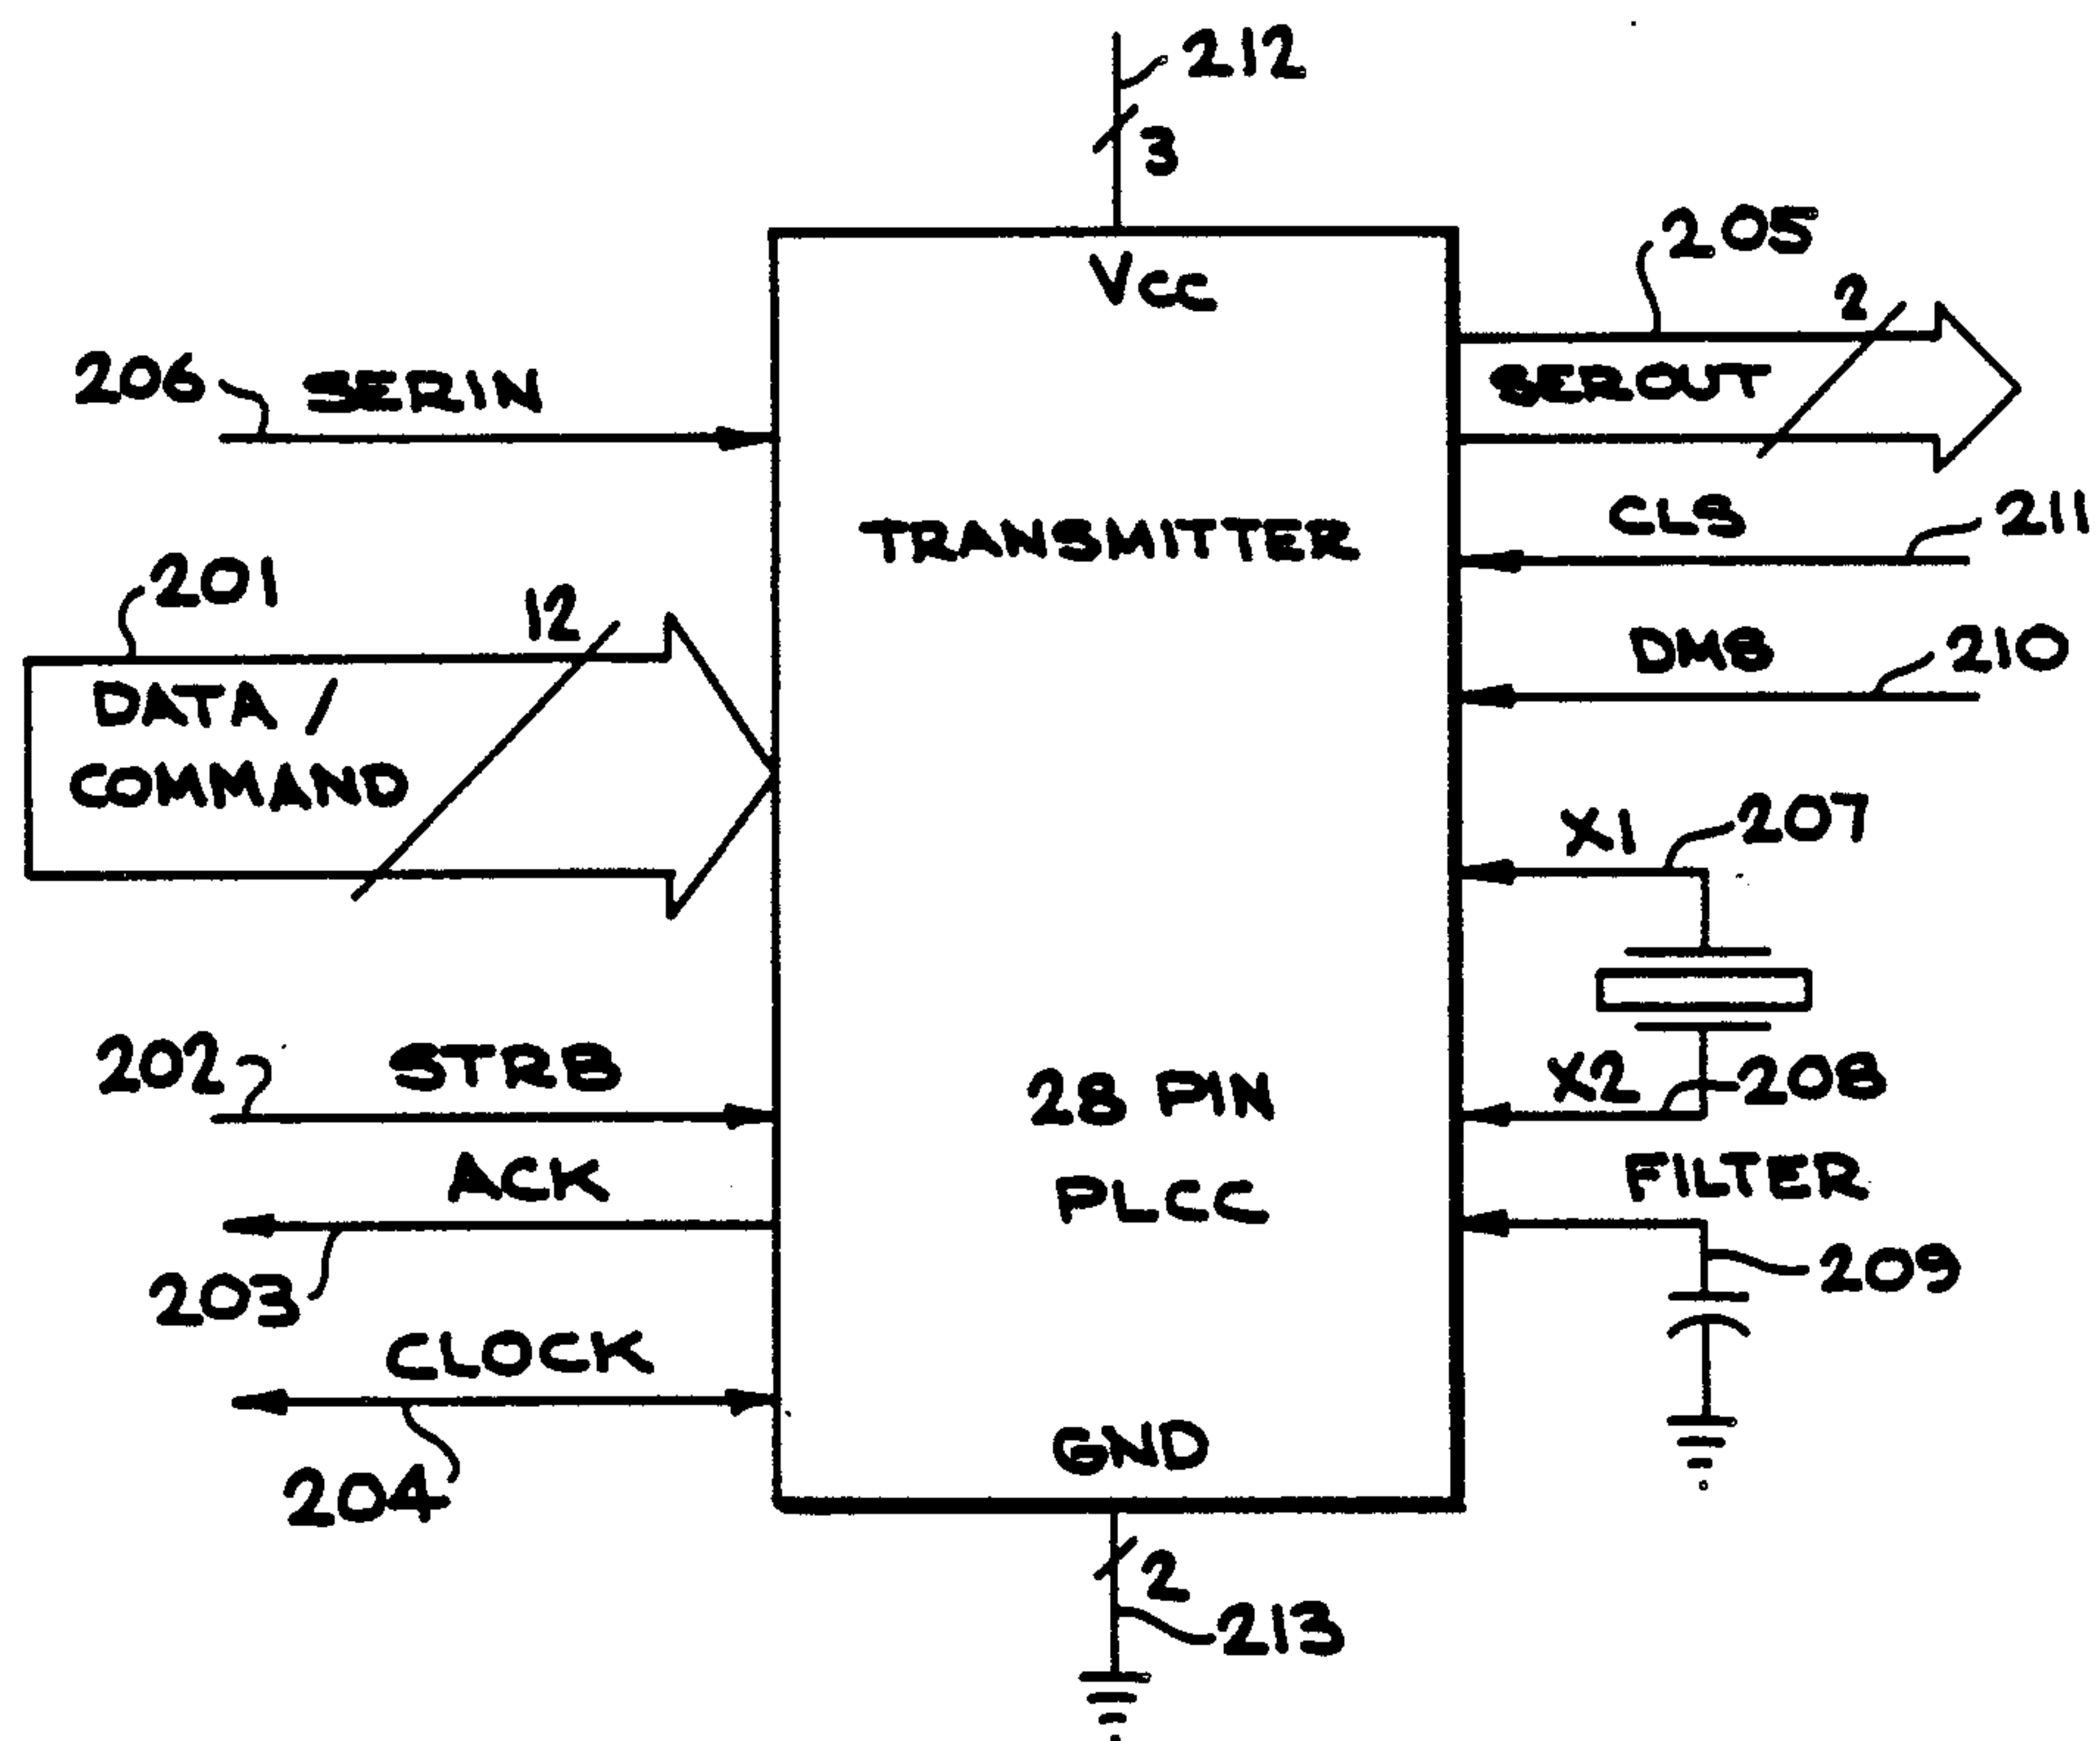 212
3
VCC
205
2
206 SERIN
SEROUT
TRANSMITTER
CLS 211
201
12
DMS 210
DATA /
COMMAND
X1 207
202 STRB
28 PIN
X2 208
ACK
PLCC
FILTER
203
209
CLOCK
GND
204
2
213